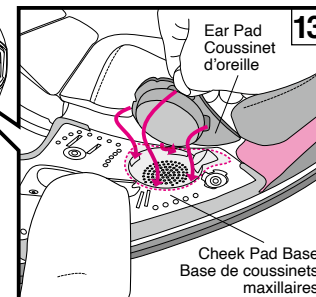 13
Ear Pad
Coussinet
d'oreille
Cheek Pad Base
Base de coussinets
maxillaires